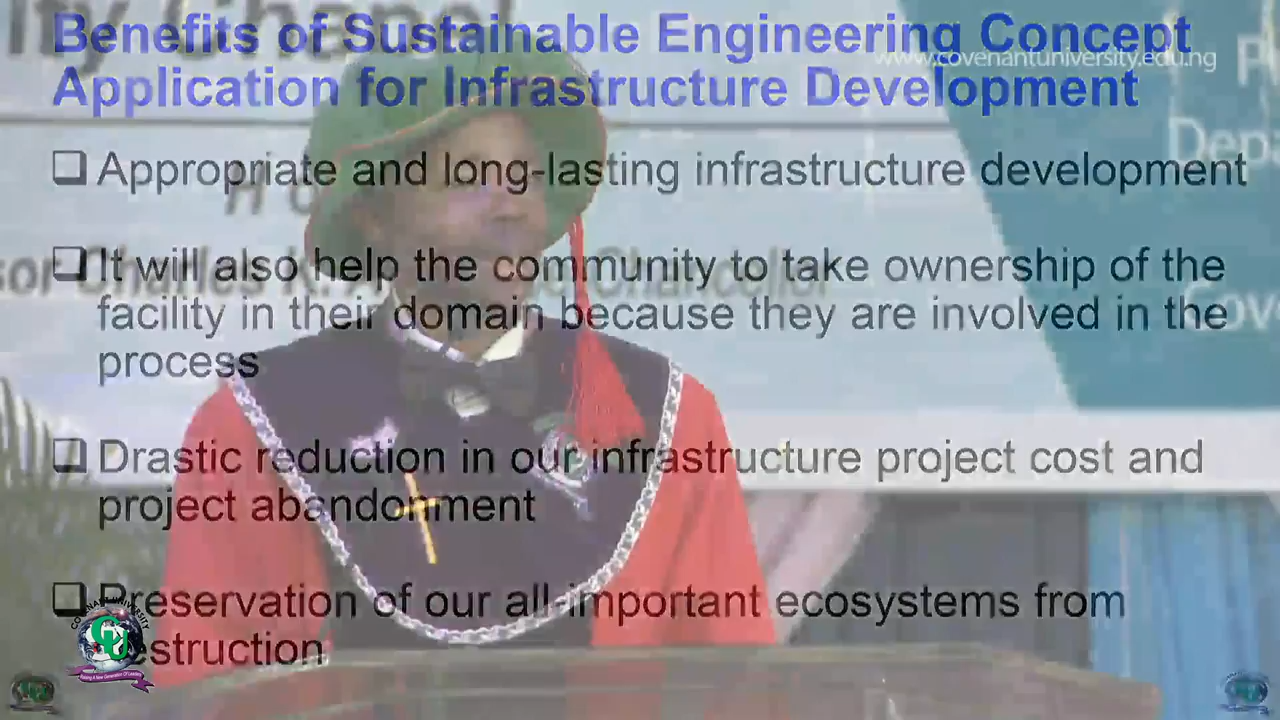 Benefits of Sustainable Engineering Concept
www.covenantuniversity.edu.ng
Application for Infrastructure Development
Appropriate and long-lasting infrastructure development
It will also help the community to take ownership of the
facility in their domain because they are involved in the
process
Drastic reduction in our infrastructure project cost and
project abandonment
Preservation of our all-important ecosystems from
destruction